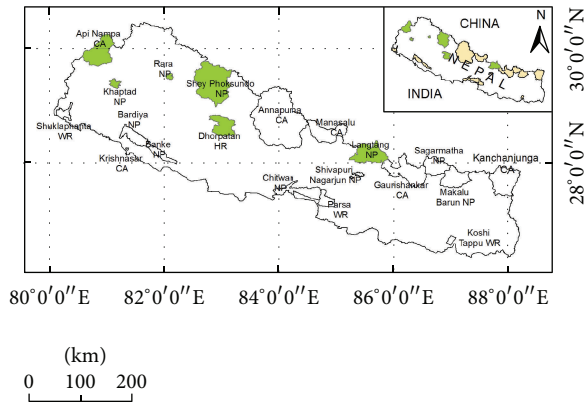 Api Nampa
CA
Rara
NP
Khaptad
NP
Shey Phoksundo
NP
Shuklaphanta
WR
Bardiya
NP
Banke
NP
Krishnasar
CA
Dhorpatan
HR
Annapurna
CA
Manasalu
CA
Langtang
NP
Chitwan
NP
Parsa
WR
Shivapuri
Nagarjun NP
Gaurishankar
CA
Sagarmatha
NP
Makalu
Barun NP
Kanchanjunga
CA
Koshi
Tappu WR
CHINA
NEPAL
INDIA
N
30°0′0″N
28°0′0″N
80°0′0″E
82°0′0″E
84°0′0″E
86°0′0″E
88°0′0″E
(km)
0 100 200